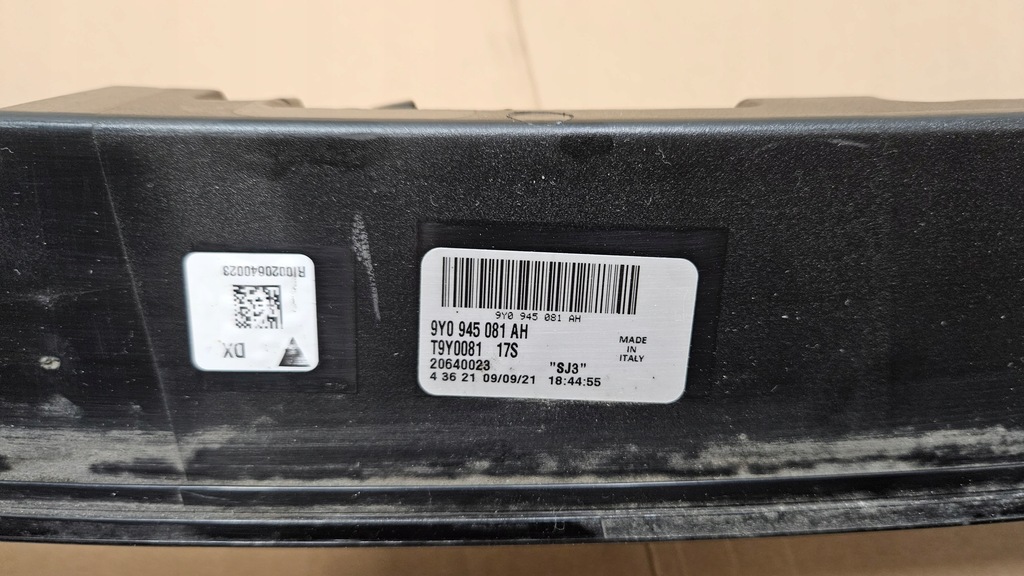 RI0020640023
DX
9Y0 945 081 AH
9Y0 945 081 AH
T9Y0081 17S
20640023 "SJ3"
4 36 21 09/09/21 18:44:55
MADE
IN
ITALY